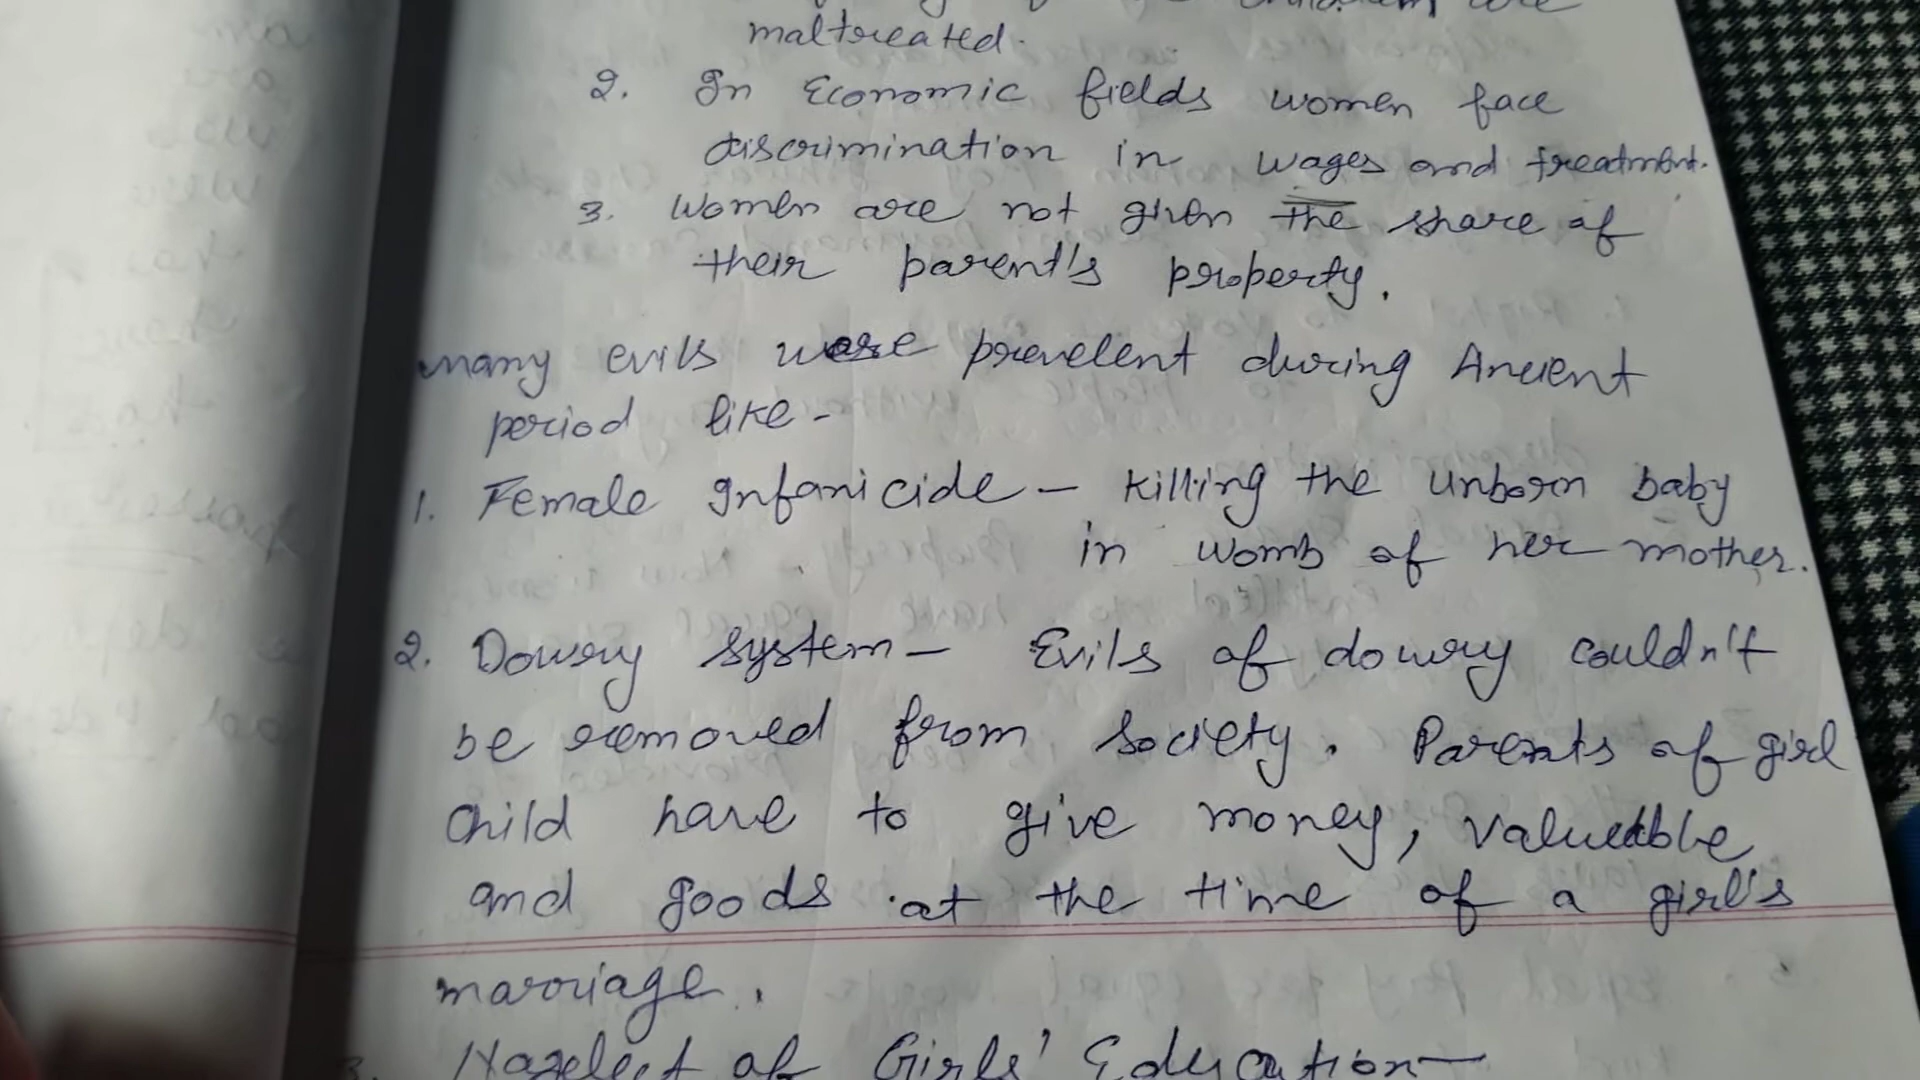 maltreated.
2. In Economic fields women face
discrimination in wages and treatment.
3. Women are not given the share of
their parent's property.
many evils were prevelent during Ancient
period like -
1. Female Infanicide - Killing the unborn baby
in womb of her mother.
2. Dowry system - Evils of dowry couldn't
be removed from society. Parents of girl
child have to give money, valuable
and goods at the time of a girl's
marriage.
3. Nagelect of Girls' Education-